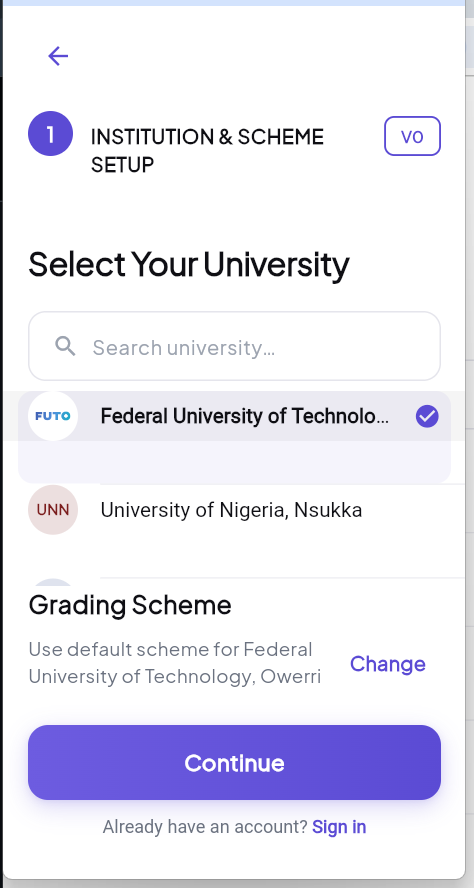 1
INSTITUTION & SCHEME
SETUP
V0
Select Your University
Search university...
FUTO
Federal University of Technolo...
UNN
University of Nigeria, Nsukka
Grading Scheme
Use default scheme for Federal
University of Technology, Owerri
Change
Continue
Already have an account? Sign in